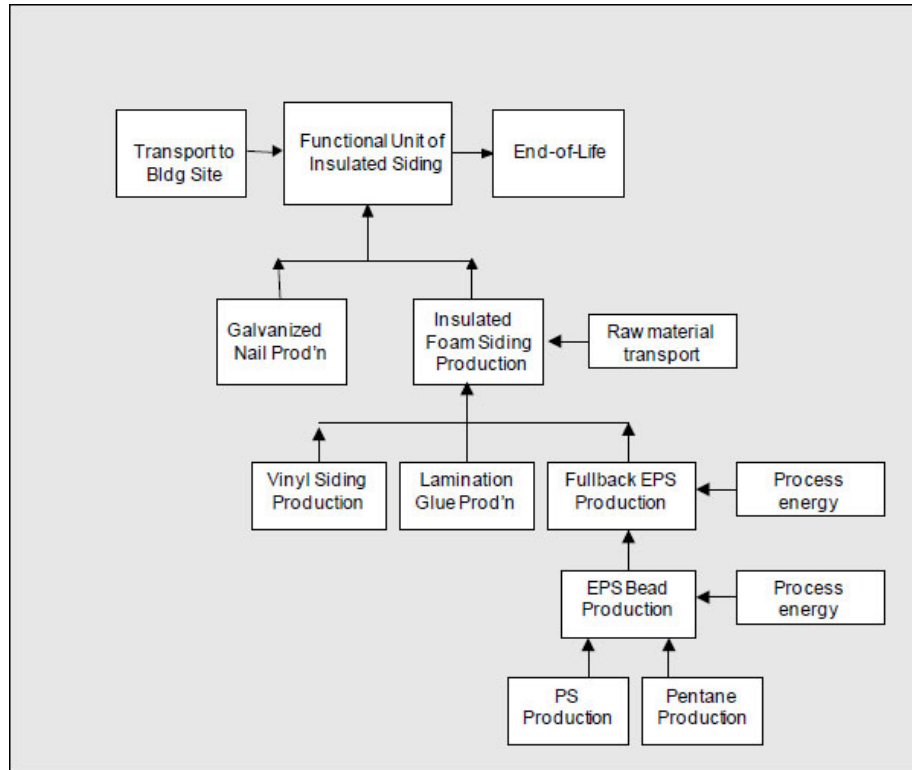 Transport to
Bldg Site
Functional Unit of
Insulated Siding
End-of-Life
Galvanized
Nail Prod'n
Insulated
Foam Siding
Production
Raw material
transport
Vinyl Siding
Production
Lamination
Glue Prod'n
Fullback EPS
Production
Process
energy
EPS Bead
Production
Process
energy
PS
Production
Pentane
Production